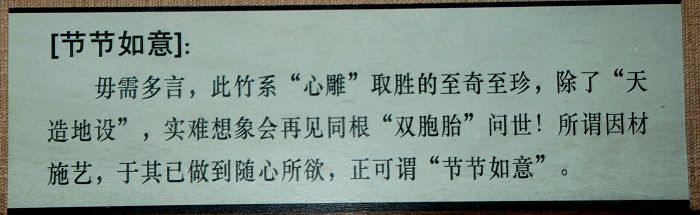 [节节如意]:
毋需多言，此竹系“心雕”取胜的至奇至珍，除了“天
造地设”，实难想象会再见同根“双胞胎”问世！所谓因材
施艺，于其已做到随心所欲，正可谓“节节如意”。